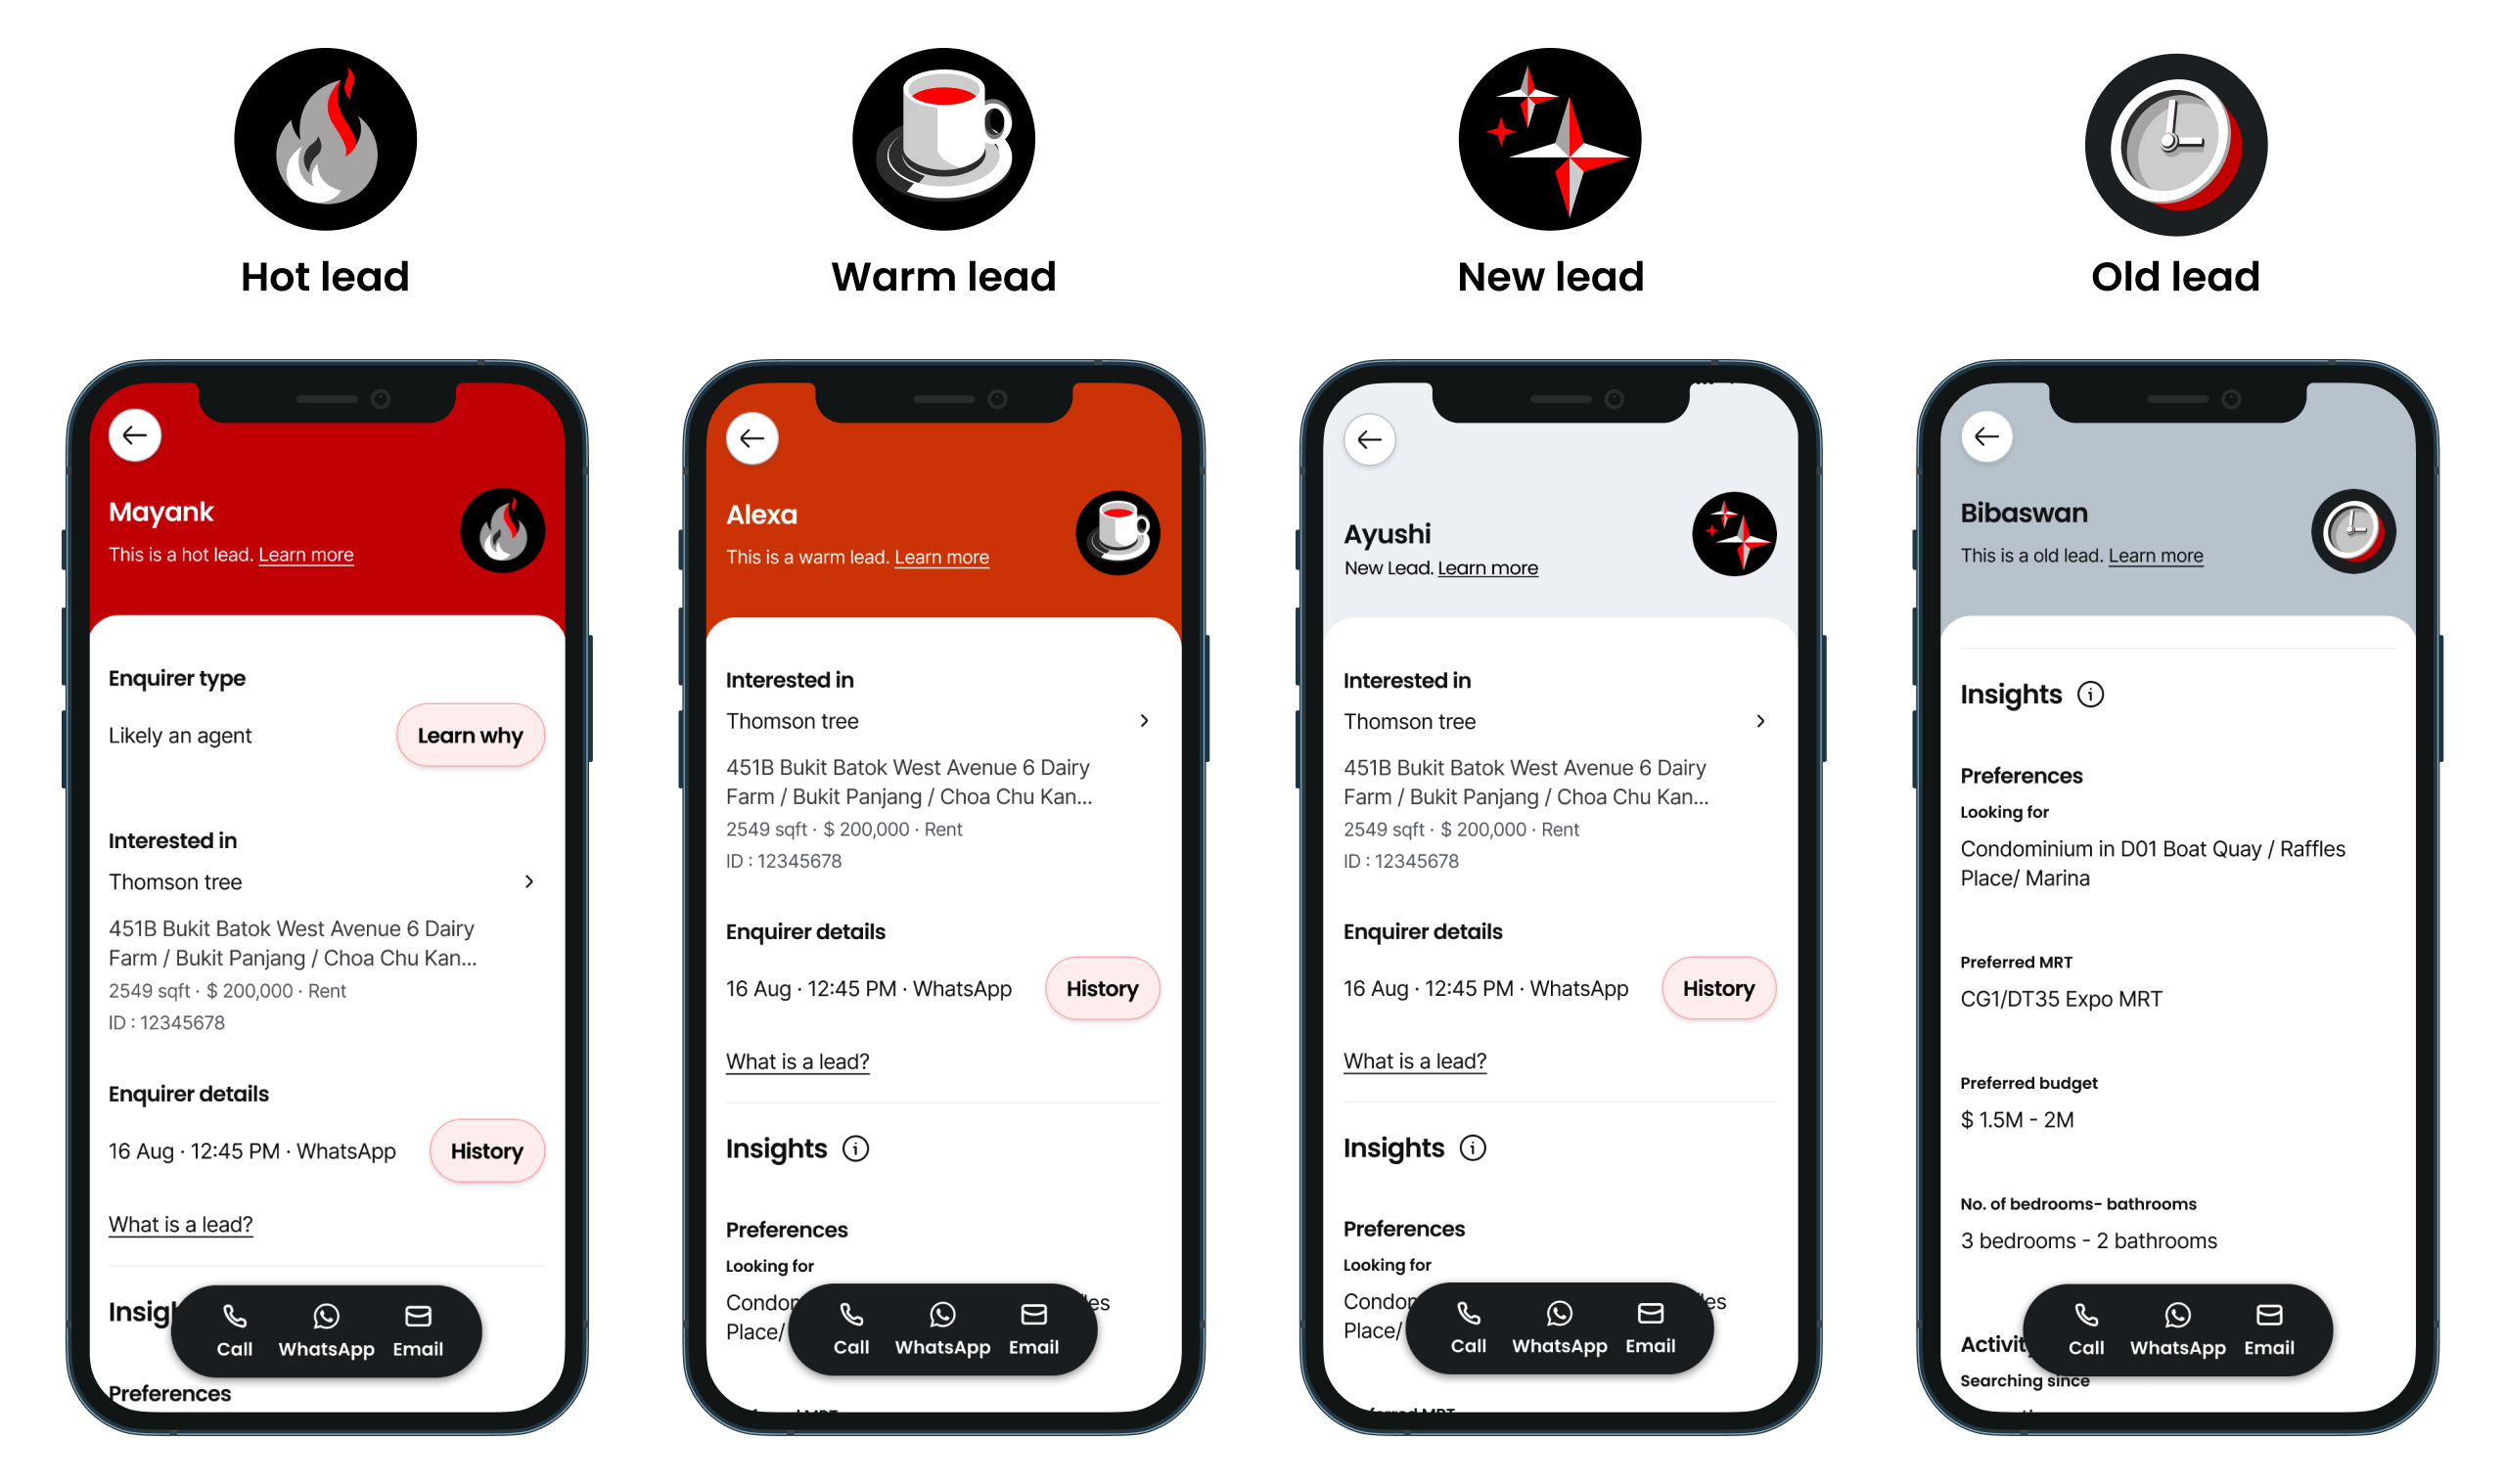 Hot lead
Warm lead
New lead
Old lead
Mayank
This is a hot lead. Learn more
Enquirer type
Likely an agent
Learn why
Interested in
Thomson tree
451B Bukit Batok West Avenue 6 Dairy
Farm / Bukit Panjang / Choa Chu Kan...
2549 sqft · $ 200,000 · Rent
ID : 12345678
Enquirer details
16 Aug · 12:45 PM · WhatsApp
History
What is a lead?
Call
WhatsApp
Email
Preferences
Alexa
This is a warm lead. Learn more
Interested in
Thomson tree
451B Bukit Batok West Avenue 6 Dairy
Farm / Bukit Panjang / Choa Chu Kan...
2549 sqft · $ 200,000 · Rent
ID : 12345678
Enquirer details
16 Aug · 12:45 PM · WhatsApp
History
What is a lead?
Insights
Preferences
Looking for
Place/
Call
WhatsApp
Email
Ayushi
New Lead. Learn more
Interested in
Thomson tree
451B Bukit Batok West Avenue 6 Dairy
Farm / Bukit Panjang / Choa Chu Kan...
2549 sqft · $ 200,000 · Rent
ID : 12345678
Enquirer details
16 Aug · 12:45 PM · WhatsApp
History
What is a lead?
Insights
Preferences
Looking for
Place/
Call
WhatsApp
Email
Bibaswan
This is a old lead. Learn more
Insights
Preferences
Looking for
Condominium in D01 Boat Quay / Raffles
Place/ Marina
Preferred MRT
CG1/DT35 Expo MRT
Preferred budget
$ 1.5M - 2M
No. of bedrooms- bathrooms
3 bedrooms - 2 bathrooms
Call
WhatsApp
Email
Searching since